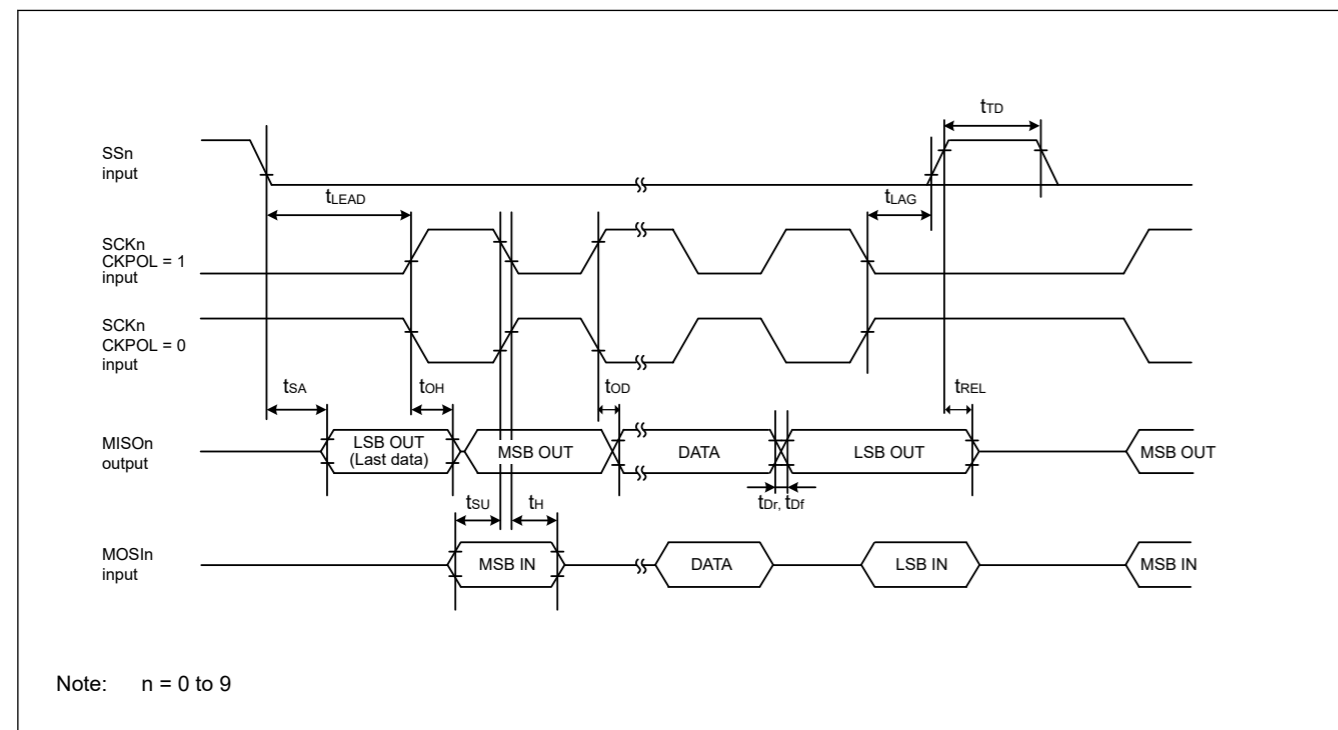 tTD
SSn
input
tLEAD
tLAG
SCKn
CKPOL = 1
input
SCKn
CKPOL = 0
input
tSA
tOH
tOD
tREL
MISOn
output
LSB OUT
(Last data)
MSB OUT
DATA
LSB OUT
MSB OUT
tSU
tH
tDr, tDf
MOSIn
input
MSB IN
DATA
LSB IN
MSB IN
Note: n = 0 to 9